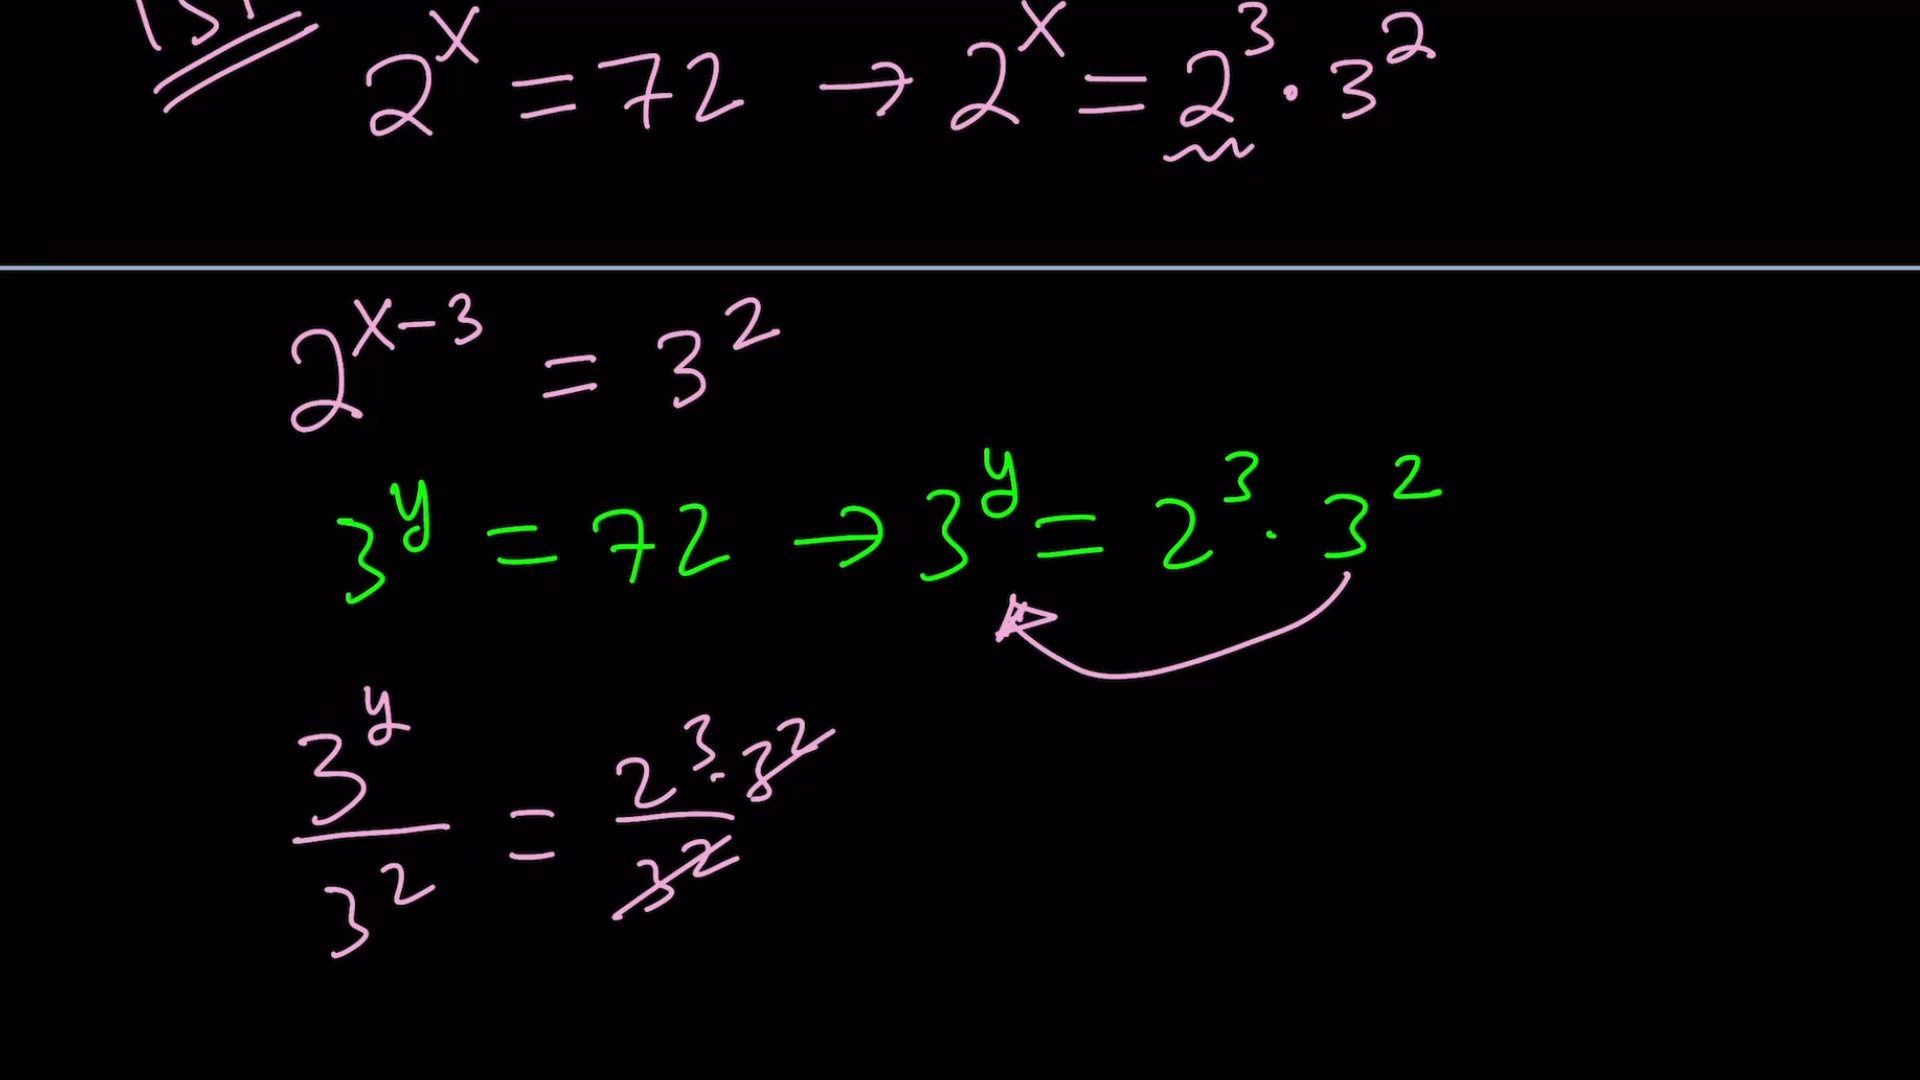 1st 2^x = 72 → 2^x = 2^3 · 3^2
2^{x-3} = 3^2
3^y = 72 → 3^y = 2^3 · 3^2
3^y / 3^2 = 2^3 · 3^2 / 3^2